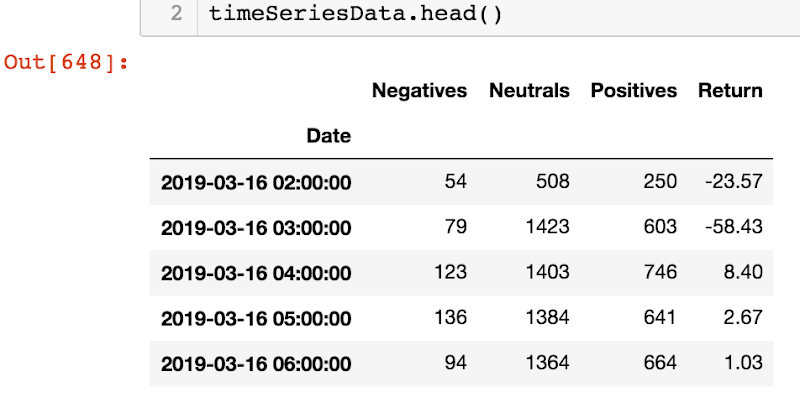 2 timeSeriesData.head()
Out[648]:
Negatives Neutrals Positives Return
Date
2019-03-16 02:00:00 54 508 250 -23.57
2019-03-16 03:00:00 79 1423 603 -58.43
2019-03-16 04:00:00 123 1403 746 8.40
2019-03-16 05:00:00 136 1384 641 2.67
2019-03-16 06:00:00 94 1364 664 1.03